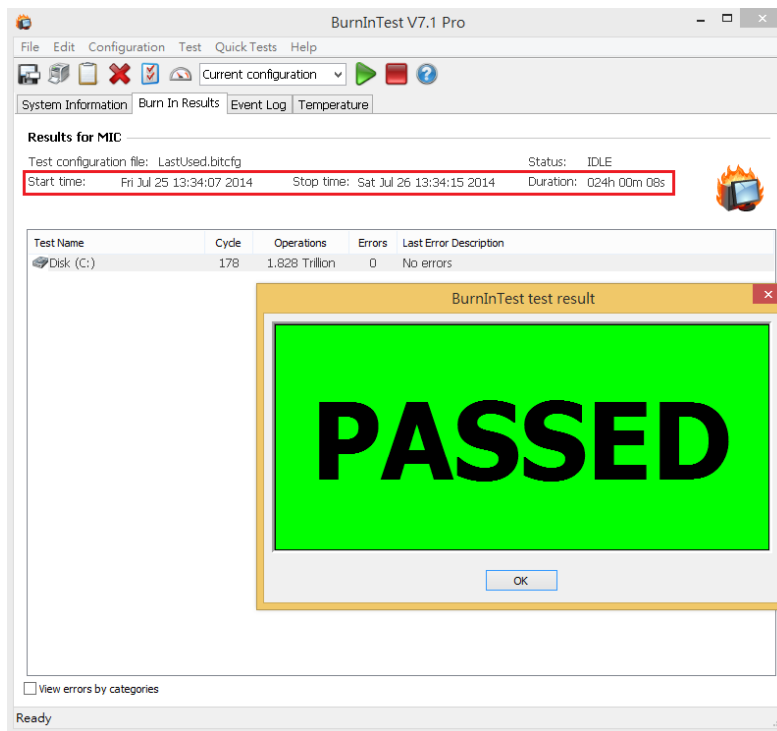 BurnInTest V7.1 Pro
File Edit Configuration Test Quick Tests Help
Current configuration
System Information Burn In Results Event Log Temperature
Results for MIC
Test configuration file: LastUsed.bitcfg Status: IDLE
Start time: Fri Jul 25 13:34:07 2014 Stop time: Sat Jul 26 13:34:15 2014 Duration: 024h 00m 08s
Test Name Cycle Operations Errors Last Error Description
Disk (C:) 178 1.828 Trillion 0 No errors
BurnInTest test result
PASSED
OK
View errors by categories
Ready